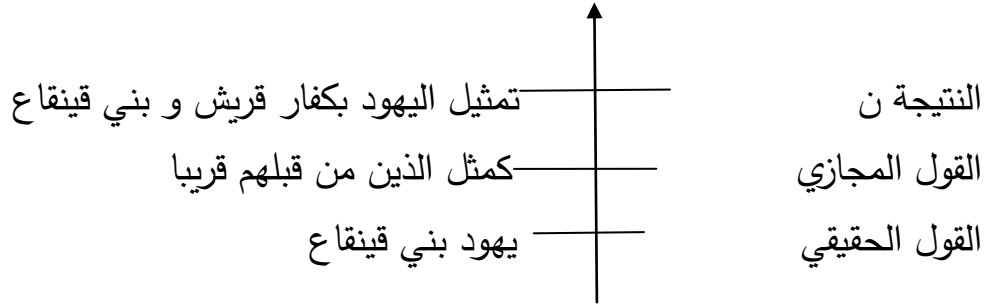 النتيجة ن تمثيل اليهود بكفار قريش و بني قينقاع
القول المجازي كمثل الذين من قبلهم قريبا
القول الحقيقي يهود بني قينقاع